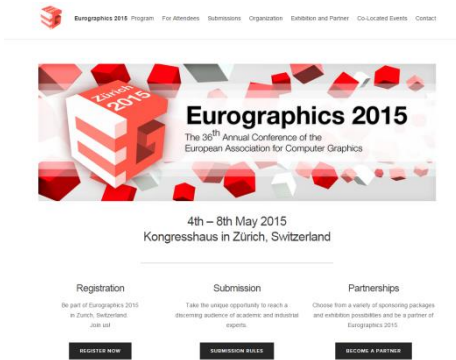 Eurographics 2015 Program For Attendees Submissions Organization Exhibition and Partner Co-Located Events Contact
Zürich
2015
EG
Eurographics 2015
The 36th Annual Conference of the
European Association for Computer Graphics
4th – 8th May 2015
Kongresshaus in Zürich, Switzerland
Registration
Be part of Eurographics 2015
in Zurich, Switzerland.
Join us!
REGISTER NOW
Submission
Take the unique opportunity to reach a
discerning audience of academic and industrial
experts.
SUBMISSION RULES
Partnerships
Choose from a variety of sponsoring packages
and exhibition possibilities and be a partner of
Eurographics 2015.
BECOME A PARTNER